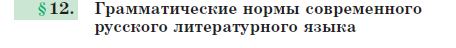 § 12. Грамматические нормы современного
русского литературного языка